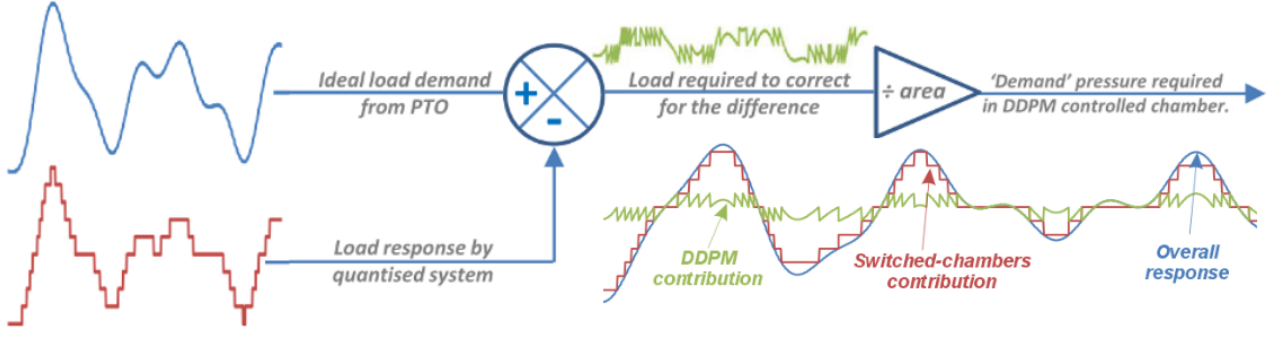 Ideal load demand
from PTO
+
-
Load required to correct
for the difference
÷ area
‘Demand’ pressure required
in DDPM controlled chamber.
Load response by
quantised system
DDPM
contribution
Switched-chambers
contribution
Overall
response